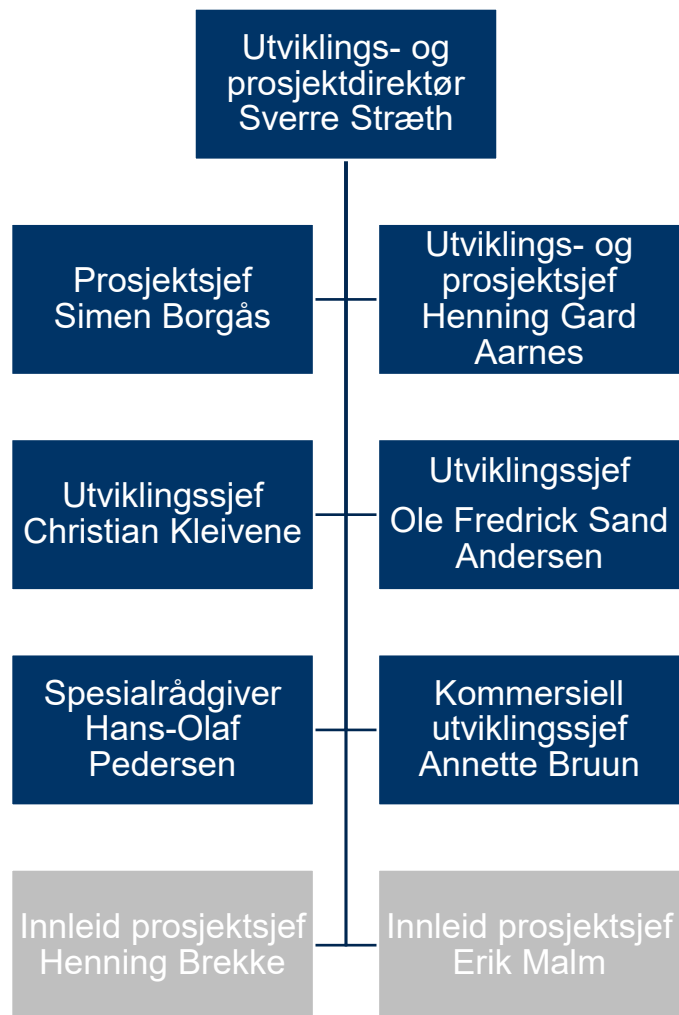 Utviklings- og
prosjektdirektør
Sverre Stræth
Prosjektsjef
Simen Borgås
Utviklings- og
prosjektsjef
Henning Gard
Aarnes
Utviklingssjef
Christian Kleivene
Utviklingssjef
Ole Fredrick Sand
Andersen
Spesialrådgiver
Hans-Olaf
Pedersen
Kommersiell
utviklingssjef
Annette Bruun
Innleid prosjektsjef
Henning Brekke
Innleid prosjektsjef
Erik Malm